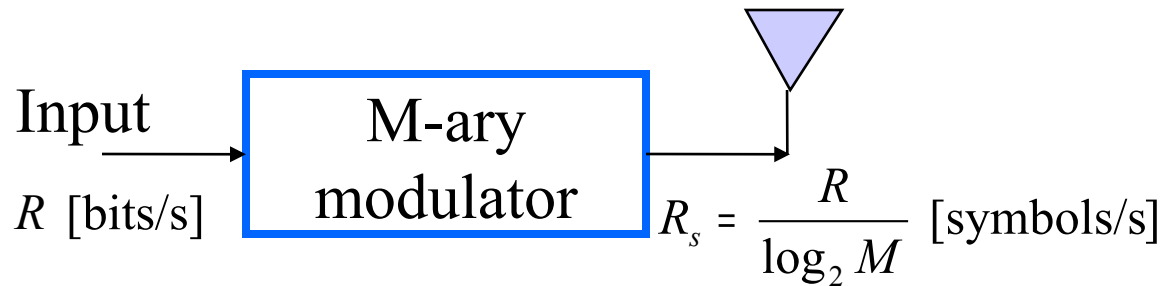 Input
R [bits/s]
M-ary
modulator
R_s = R / log_2 M [symbols/s]